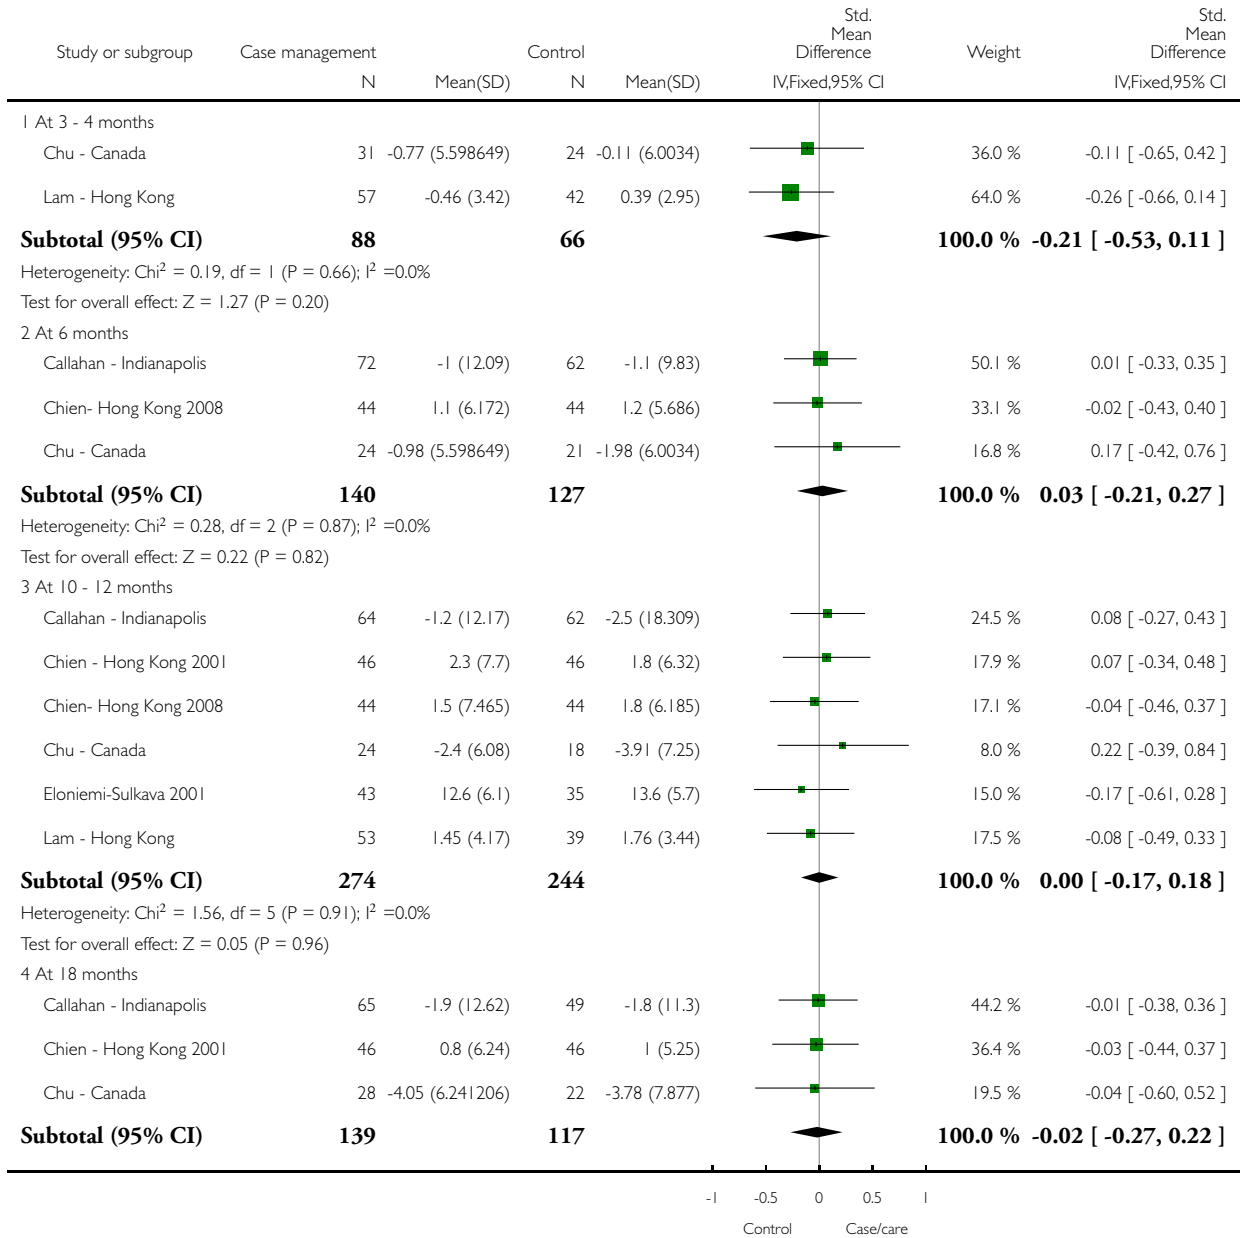 Std.
Mean
Difference
Std.
Mean
Difference
Study or subgroup Case management Control Weight
N Mean(SD) N Mean(SD) IV,Fixed,95% CI IV,Fixed,95% CI
1 At 3 - 4 months
Chu - Canada 31 -0.77 (5.598649) 24 -0.11 (6.0034) 36.0 % -0.11 [ -0.65, 0.42 ]
Lam - Hong Kong 57 -0.46 (3.42) 42 0.39 (2.95) 64.0 % -0.26 [ -0.66, 0.14 ]
Subtotal (95% CI) 88 66 100.0 % -0.21 [ -0.53, 0.11 ]
Heterogeneity: Chi² = 0.19, df = 1 (P = 0.66); I² =0.0%
Test for overall effect: Z = 1.27 (P = 0.20)
2 At 6 months
Callahan - Indianapolis 72 -1 (12.09) 62 -1.1 (9.83) 50.1 % 0.01 [ -0.33, 0.35 ]
Chien- Hong Kong 2008 44 1.1 (6.172) 44 1.2 (5.686) 33.1 % -0.02 [ -0.43, 0.40 ]
Chu - Canada 24 -0.98 (5.598649) 21 -1.98 (6.0034) 16.8 % 0.17 [ -0.42, 0.76 ]
Subtotal (95% CI) 140 127 100.0 % 0.03 [ -0.21, 0.27 ]
Heterogeneity: Chi² = 0.28, df = 2 (P = 0.87); I² =0.0%
Test for overall effect: Z = 0.22 (P = 0.82)
3 At 10 - 12 months
Callahan - Indianapolis 64 -1.2 (12.17) 62 -2.5 (18.309) 24.5 % 0.08 [ -0.27, 0.43 ]
Chien - Hong Kong 2001 46 2.3 (7.7) 46 1.8 (6.32) 17.9 % 0.07 [ -0.34, 0.48 ]
Chien- Hong Kong 2008 44 1.5 (7.465) 44 1.8 (6.185) 17.1 % -0.04 [ -0.46, 0.37 ]
Chu - Canada 24 -2.4 (6.08) 18 -3.91 (7.25) 8.0 % 0.22 [ -0.39, 0.84 ]
Eloniemi-Sulkava 2001 43 12.6 (6.1) 35 13.6 (5.7) 15.0 % -0.17 [ -0.61, 0.28 ]
Lam - Hong Kong 53 1.45 (4.17) 39 1.76 (3.44) 17.5 % -0.08 [ -0.49, 0.33 ]
Subtotal (95% CI) 274 244 100.0 % 0.00 [ -0.17, 0.18 ]
Heterogeneity: Chi² = 1.56, df = 5 (P = 0.91); I² =0.0%
Test for overall effect: Z = 0.05 (P = 0.96)
4 At 18 months
Callahan - Indianapolis 65 -1.9 (12.62) 49 -1.8 (11.3) 44.2 % -0.01 [ -0.38, 0.36 ]
Chien - Hong Kong 2001 46 0.8 (6.24) 46 1 (5.25) 36.4 % -0.03 [ -0.44, 0.37 ]
Chu - Canada 28 -4.05 (6.241206) 22 -3.78 (7.877) 19.5 % -0.04 [ -0.60, 0.52 ]
Subtotal (95% CI) 139 117 100.0 % -0.02 [ -0.27, 0.22 ]
-1 -0.5 0 0.5 1
Control Case/care